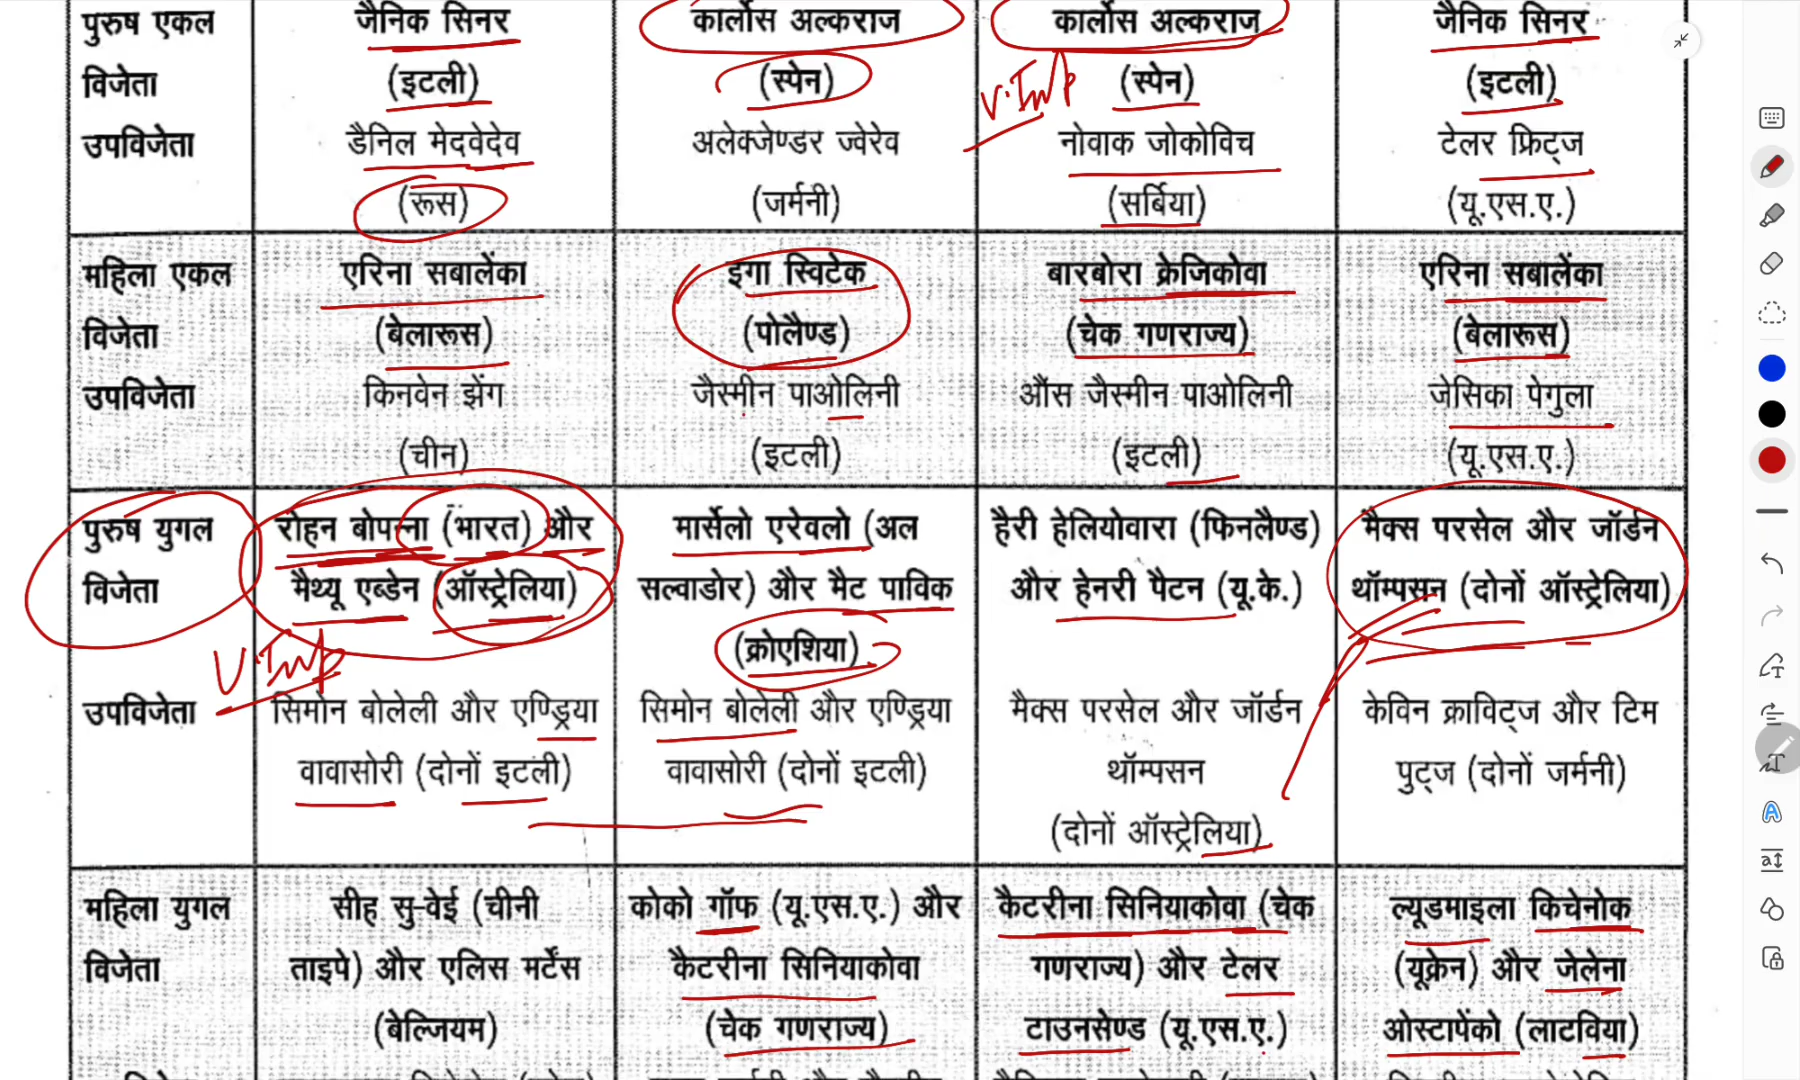 पुरुष एकल जैनिक सिनर कार्लोस अल्कराज कार्लोस अल्कराज जैनिक सिनर
विजेता (इटली) (स्पेन) (स्पेन) (इटली)
V.Imp
उपविजेता डैनिल मेदवेदेव अलेक्जेण्डर ज्वेरेव नोवाक जोकोविच टेलर फ्रिट्ज
(रूस) (जर्मनी) (सर्बिया) (यू.एस.ए.)
महिला एकल एरिना सबालेंका इगा स्विटेक बारबोरा क्रेजिकोवा एरिना सबालेंका
विजेता (बेलारूस) (पोलैण्ड) (चेक गणराज्य) (बेलारूस)
उपविजेता किनवेन झेंग जैस्मीन पाओलिनी औंस जैस्मीन पाओलिनी जेसिका पेगुला
(चीन) (इटली) (इटली) (यू.एस.ए.)
पुरुष युगल रोहन बोपन्ना (भारत) और मार्सेलो एरेवलो (अल हैरी हेलियोवारा (फिनलैण्ड) मैक्स परसेल और जॉर्डन
विजेता मैथ्यू एब्डेन (ऑस्ट्रेलिया) सल्वाडोर) और मैट पाविक और हेनरी पैटन (यू.के.) थॉम्पसन (दोनों ऑस्ट्रेलिया)
V.Imp (क्रोएशिया)
उपविजेता सिमोन बोलेली और एण्ड्रिया सिमोन बोलेली और एण्ड्रिया मैक्स परसेल और जॉर्डन केविन क्राविट्ज और टिम
वावासोरी (दोनों इटली) वावासोरी (दोनों इटली) थॉम्पसन पुट्ज (दोनों जर्मनी)
(दोनों ऑस्ट्रेलिया)
महिला युगल सीह सु-वेई (चीनी कोको गॉफ (यू.एस.ए.) और कैटरीना सिनियाकोवा (चेक ल्यूडमाइला किचेनोक
विजेता ताइपे) और एलिस मर्टेंस कैटरीना सिनियाकोवा गणराज्य) और टेलर (यूक्रेन) और जेलेना
(बेल्जियम) (चेक गणराज्य) टाउनसेण्ड (यू.एस.ए.) ओस्टापेंको (लाटविया)